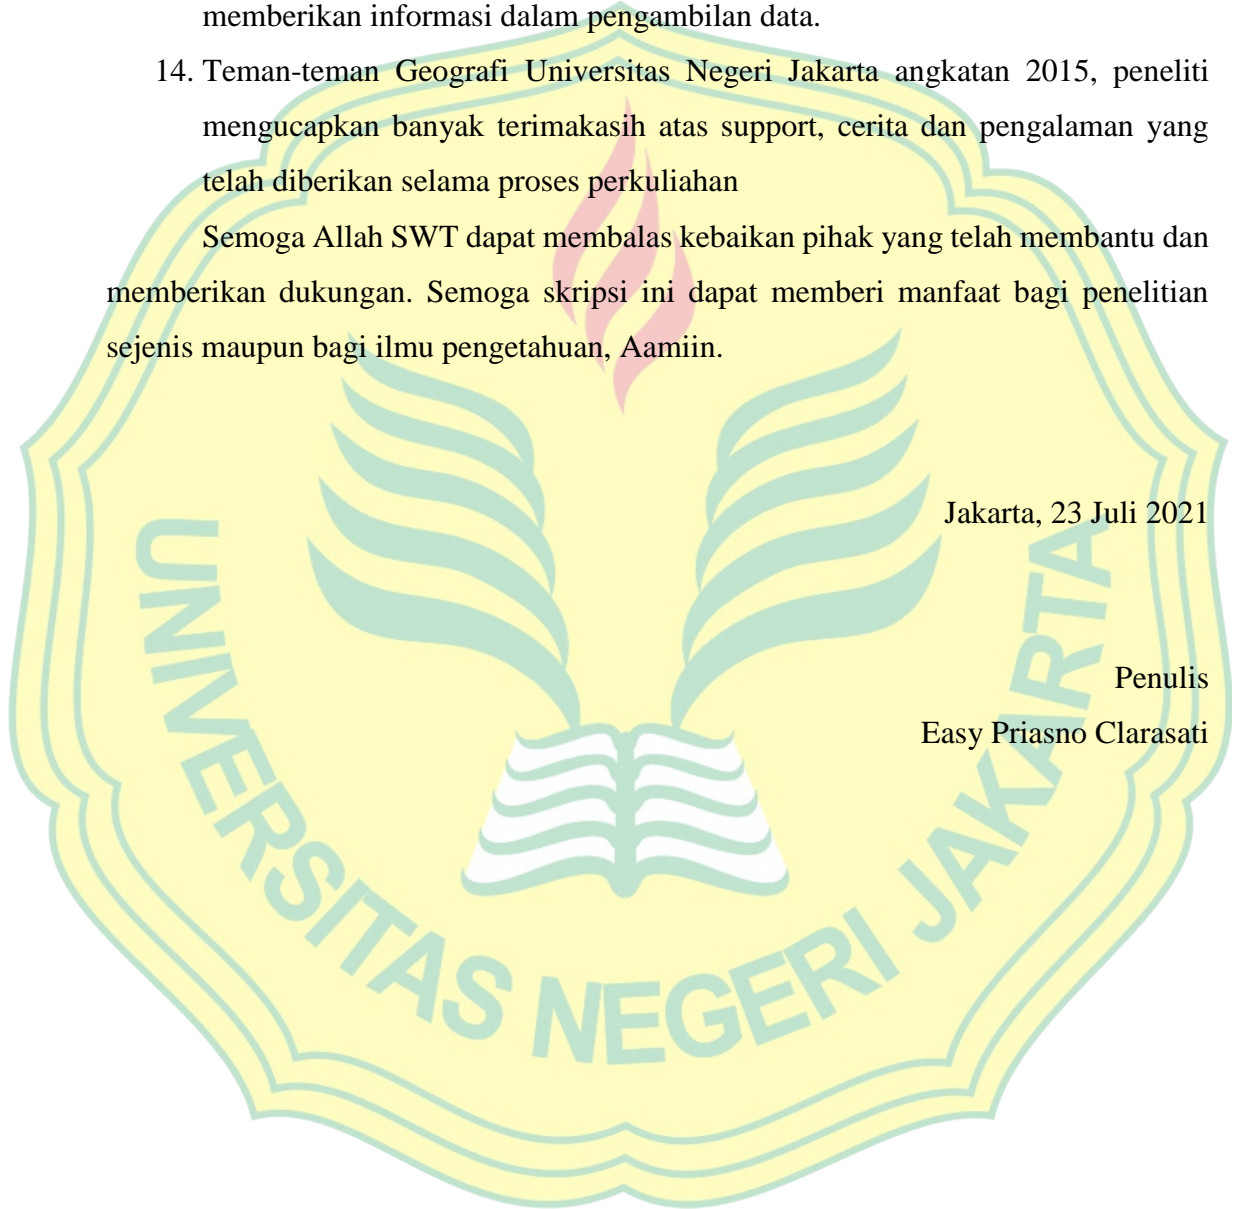 memberikan informasi dalam pengambilan data.
14. Teman-teman Geografi Universitas Negeri Jakarta angkatan 2015, peneliti
mengucapkan banyak terimakasih atas support, cerita dan pengalaman yang
telah diberikan selama proses perkuliahan
Semoga Allah SWT dapat membalas kebaikan pihak yang telah membantu dan
memberikan dukungan. Semoga skripsi ini dapat memberi manfaat bagi penelitian
sejenis maupun bagi ilmu pengetahuan, Aamiin.
Jakarta, 23 Juli 2021
Penulis
Easy Priasno Clarasati
UNIVERSITAS NEGERI JAKARTA